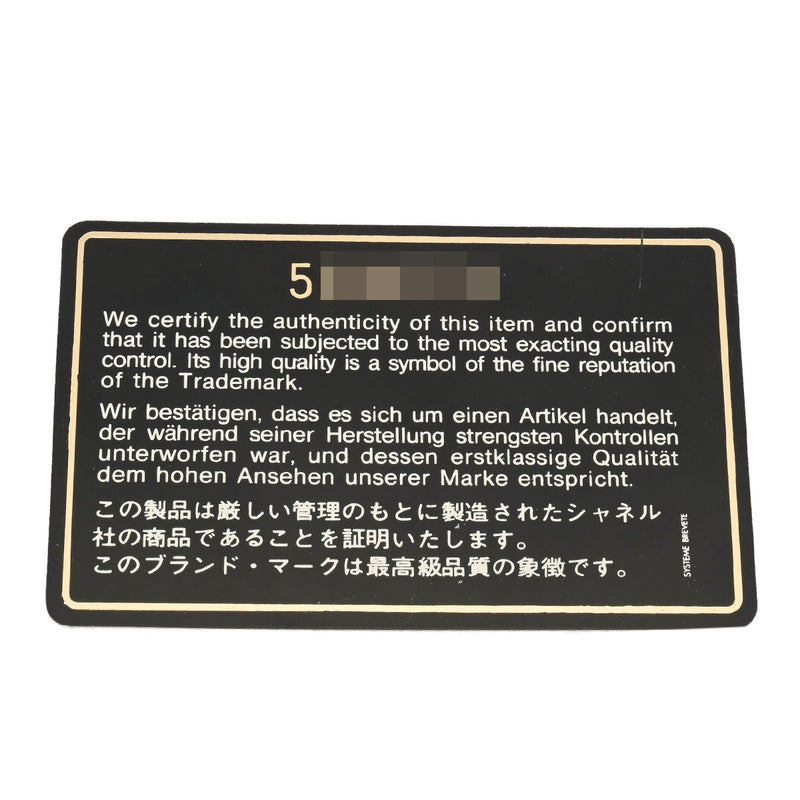 5
We certify the authenticity of this item and confirm
that it has been subjected to the most exacting quality
control. Its high quality is a symbol of the fine reputation
of the Trademark.
Wir bestätigen, dass es sich um einen Artikel handelt,
der während seiner Herstellung strengsten Kontrollen
unterworfen war, und dessen erstklassige Qualität
dem hohen Ansehen unserer Marke entspricht.
この製品は厳しい管理のもとに製造されたシャネル
社の商品であることを証明いたします。
このブランド・マークは最高級品質の象徴です。
SYSTEME BREVETE